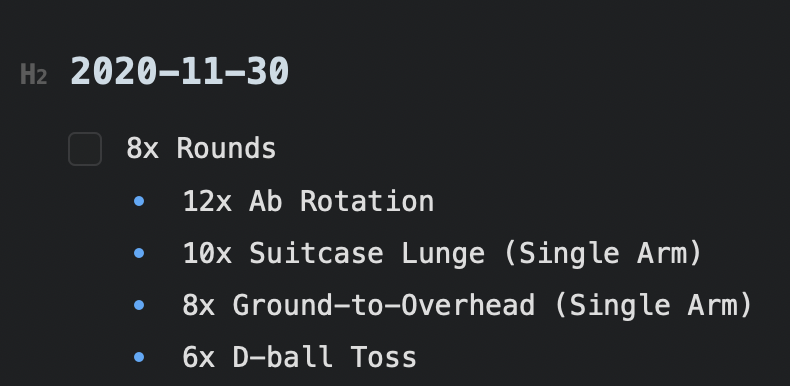 H2 2020-11-30
8x Rounds
12x Ab Rotation
10x Suitcase Lunge (Single Arm)
8x Ground-to-Overhead (Single Arm)
6x D-ball Toss